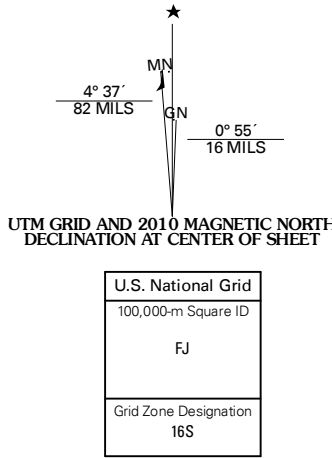 ★
MN
GN
4° 37´
82 MILS
0° 55´
16 MILS
UTM GRID AND 2010 MAGNETIC NORTH
DECLINATION AT CENTER OF SHEET
U.S. National Grid
100,000-m Square ID
FJ
Grid Zone Designation
16S